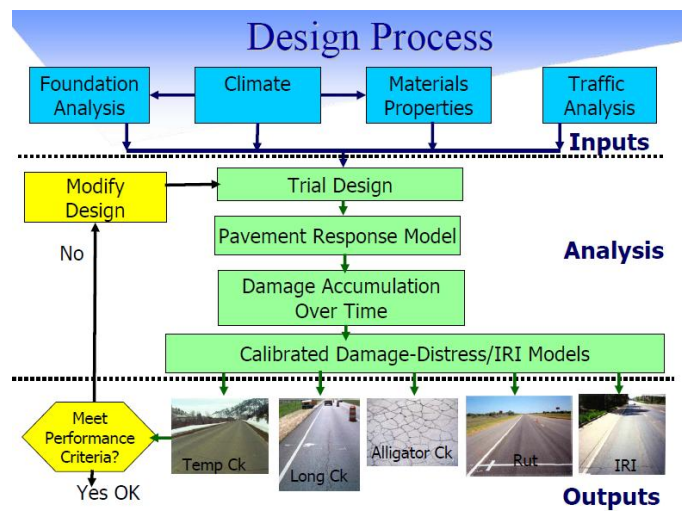 Design Process
Foundation
Analysis
Climate
Materials
Properties
Traffic
Analysis
Inputs
Modify
Design
Trial Design
No
Pavement Response Model
Analysis
Damage Accumulation
Over Time
Calibrated Damage-Distress/IRI Models
Meet
Performance
Criteria?
Temp Ck
Long Ck
Alligator Ck
Rut
IRI
Yes OK
Outputs